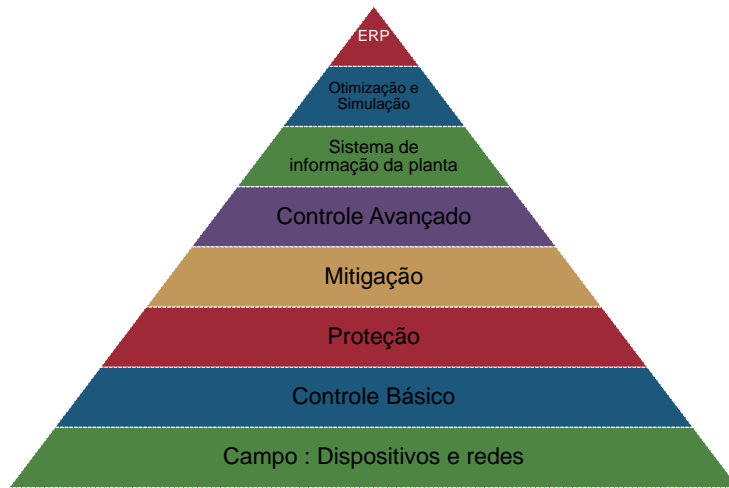 ERP
Otimização e
Simulação
Sistema de
informação da planta
Controle Avançado
Mitigação
Proteção
Controle Básico
Campo : Dispositivos e redes